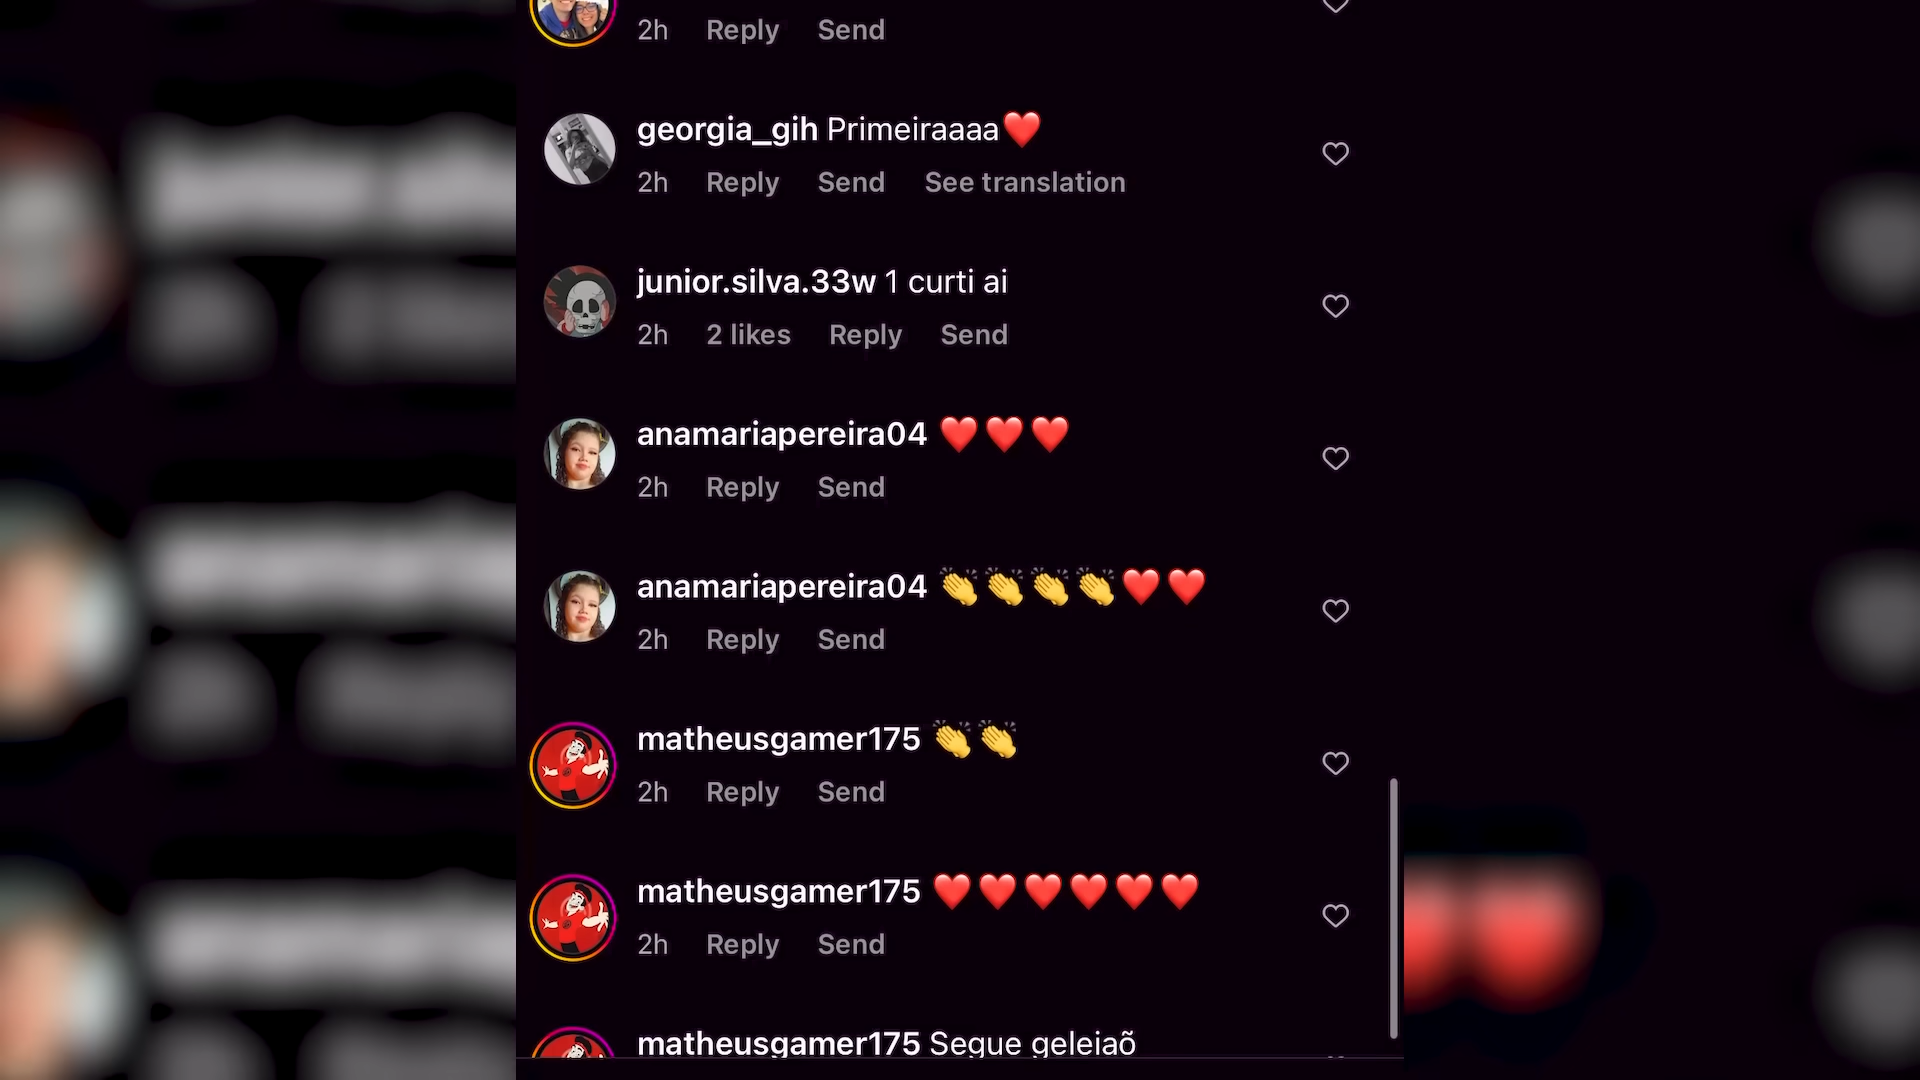 2h Reply Send
georgia_gih Primeiraaaa❤️
2h Reply Send See translation
junior.silva.33w 1 curti ai
2h 2 likes Reply Send
anamariapereira04 ❤️❤️❤️
2h Reply Send
anamariapereira04 👏👏👏👏❤️❤️
2h Reply Send
matheusgamer175 👏👏
2h Reply Send
matheusgamer175 ❤️❤️❤️❤️❤️❤️
2h Reply Send
matheusgamer175 Segue geleiaõ